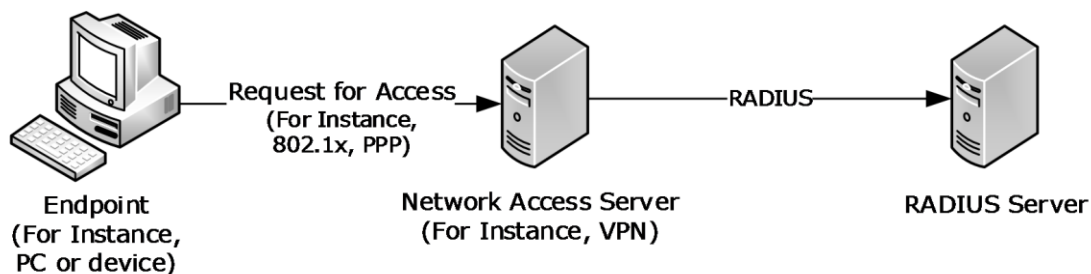 Request for Access
(For Instance,
802.1x, PPP)
RADIUS
Endpoint
(For Instance,
PC or device)
Network Access Server
(For Instance, VPN)
RADIUS Server